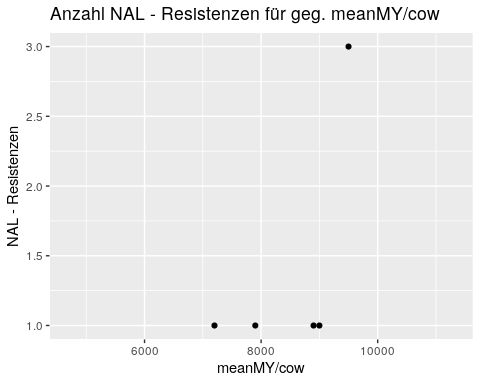 Anzahl NAL - Resistenzen für geg. meanMY/cow
3.0
2.5
2.0
1.5
1.0
NAL - Resistenzen
6000 8000 10000
meanMY/cow